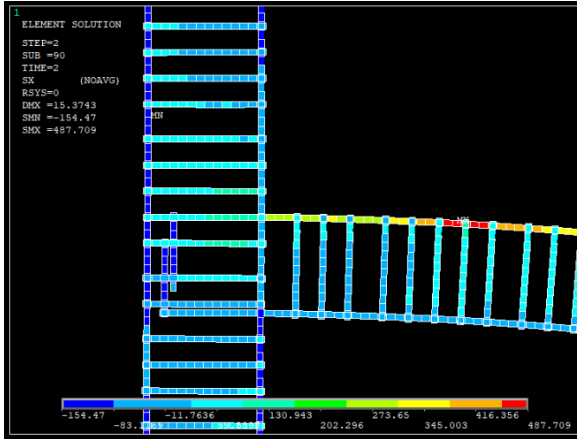 1
ELEMENT SOLUTION
STEP=2
SUB =90
TIME=2
SX (NOAVG)
RSYS=0
DMX =15.3743
SMN =-154.47
SMX =487.709
MN
-154.47 -11.7636 130.943 273.65 416.356
202.296 345.003 487.709